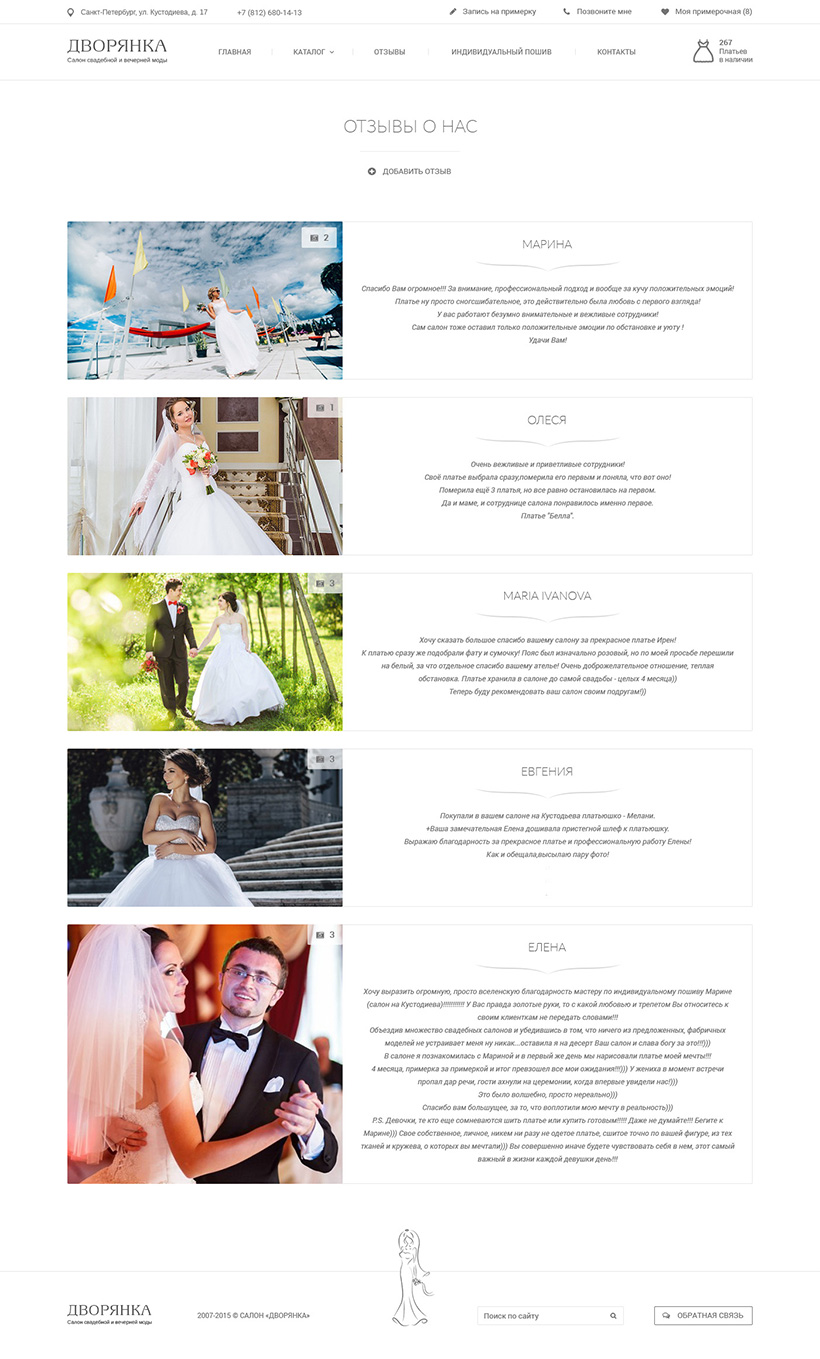 Санкт-Петербург, ул. Кустодиева, д. 17
+7 (812) 680-14-13
Запись на примерку
Позвоните мне
Моя примерочная (8)
ДВОРЯНКА
Салон свадебной и вечерней моды
ГЛАВНАЯ
КАТАЛОГ
ОТЗЫВЫ
ИНДИВИДУАЛЬНЫЙ ПОШИВ
КОНТАКТЫ
267
Платьев
в наличии
ОТЗЫВЫ О НАС
ДОБАВИТЬ ОТЗЫВ
2
МАРИНА
Спасибо Вам огромное!!! За внимание, профессиональный подход и вообще за кучу положительных эмоций!
Платье ну просто сногсшибательное, это действительно была любовь с первого взгляда!
У вас работают безумно внимательные и вежливые сотрудники!
Сам салон тоже оставил только положительные эмоции по обстановке и уюту !
Удачи Вам!
1
ОЛЕСЯ
Очень вежливые и приветливые сотрудники!
Своё платье выбрала сразу,померила его первым и поняла, что вот оно!
Померила ещё 3 платья, но все равно остановилась на первом.
Да и маме, и сотруднице салона понравилось именно первое.
Платье "Белла".
3
MARIA IVANOVA
Хочу сказать большое спасибо вашему салону за прекрасное платье Ирен!
К платью сразу же подобрали фату и сумочку! Пояс был изначально розовый, но по моей просьбе перешили
на белый, за что отдельное спасибо вашему ателье! Очень доброжелательное отношение, теплая
обстановка. Платье хранила в салоне до самой свадьбы - целых 4 месяца))
Теперь буду рекомендовать ваш салон своим подругам!))
3
ЕВГЕНИЯ
Покупали в вашем салоне на Кустодьева платьюшко - Мелани.
+Ваша замечательная Елена дошивала пристегной шлеф к платьюшку.
Выражаю благодарность за прекрасное платье и профессиональную работу Елены!
Как и обещала,высылаю пару фото!
.
3
ЕЛЕНА
Хочу выразить огромную, просто вселенскую благодарность мастеру по индивидуальному пошиву Марине
(салон на Кустодиева)!!!!!!!!!!! У Вас правда золотые руки, то с какой любовью и трепетом Вы относитесь к
своим клиенткам не передать словами!!!
Объездив множество свадебных салонов и убедившись в том, что ничего из предложенных, фабричных
моделей не устраивает меня ну никак...оставила я на десерт Ваш салон и слава богу за это!!!)))
В салоне я познакомилась с Мариной и в первый же день мы нарисовали платье моей мечты!!!
4 месяца, примерка за примеркой и итог превзошел все мои ожидания!!!))) У жениха в момент встречи
пропал дар речи, гости ахнули на церемонии, когда впервые увидели нас!)))
Это было волшебно, просто нереально)))
Спасибо вам большущее, за то, что воплотили мою мечту в реальность)))
P.S. Девочки, те кто еще сомневаются шить платье или купить готовым!!!!! Даже не думайте!!! Бегите к
Марине))) Свое собственное, личное, никем ни разу не одетое платье, сшитое точно по вашей фигуре, из тех
тканей и кружева, о которых вы мечтали))) Вы совершенно иначе будете чувствовать себя в нем, этот самый
важный в жизни каждой девушки день!!!
ДВОРЯНКА
Салон свадебной и вечерней моды
2007-2015 © САЛОН «ДВОРЯНКА»
Поиск по сайту
ОБРАТНАЯ СВЯЗЬ